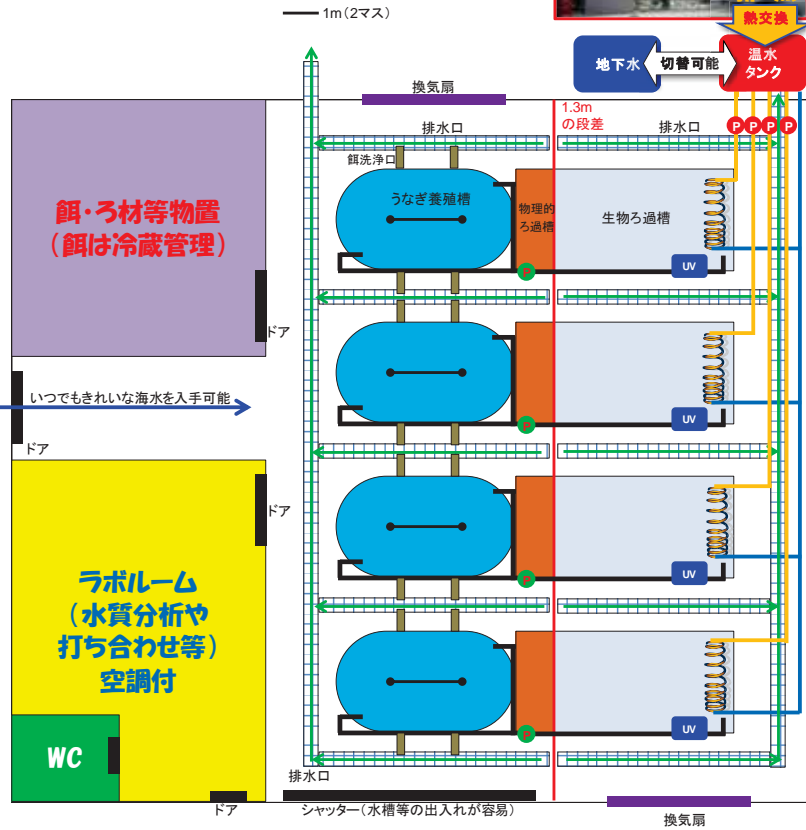 1m(2マス)
熱交換
地下水
切替可能
温水
タンク
換気扇
1.3m
の段差
排水口
排水口
P
P
P
P
餌洗浄口
うなぎ養殖槽
物理的
ろ過槽
生物ろ過槽
UV
P
餌・ろ材等物置
(餌は冷蔵管理)
ドア
いつでもきれいな海水を入手可能
ドア
UV
P
ドア
UV
P
ラボルーム
(水質分析や
打ち合わせ等)
空調付
WC
UV
P
排水口
ドア
シャッター(水槽等の出入れが容易)
換気扇